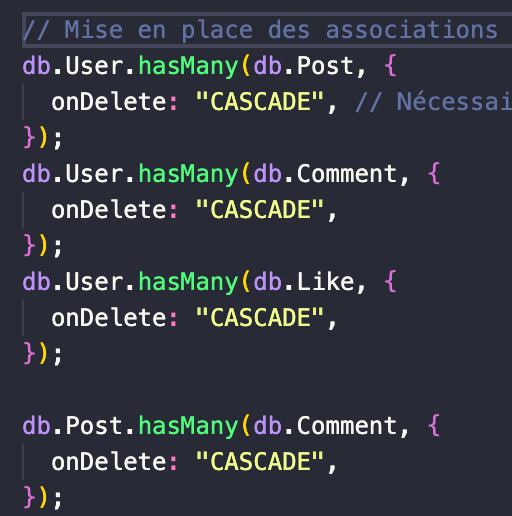 // Mise en place des associations
db.User.hasMany(db.Post, {
  onDelete: "CASCADE", //
});
db.User.hasMany(db.Comment, {
  onDelete: "CASCADE",
});
db.User.hasMany(db.Like, {
  onDelete: "CASCADE",
});
db.Post.hasMany(db.Comment, {
  onDelete: "CASCADE",
});